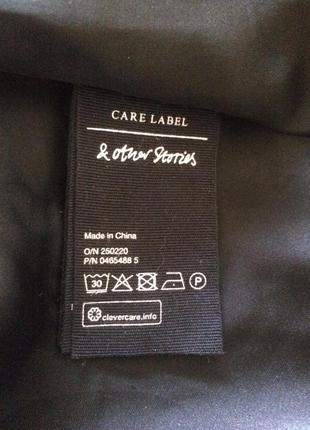 CARE LABEL
& other Stories
Made in China
O/N 250220
P/N 0465488 5
30 P
clevercare.info